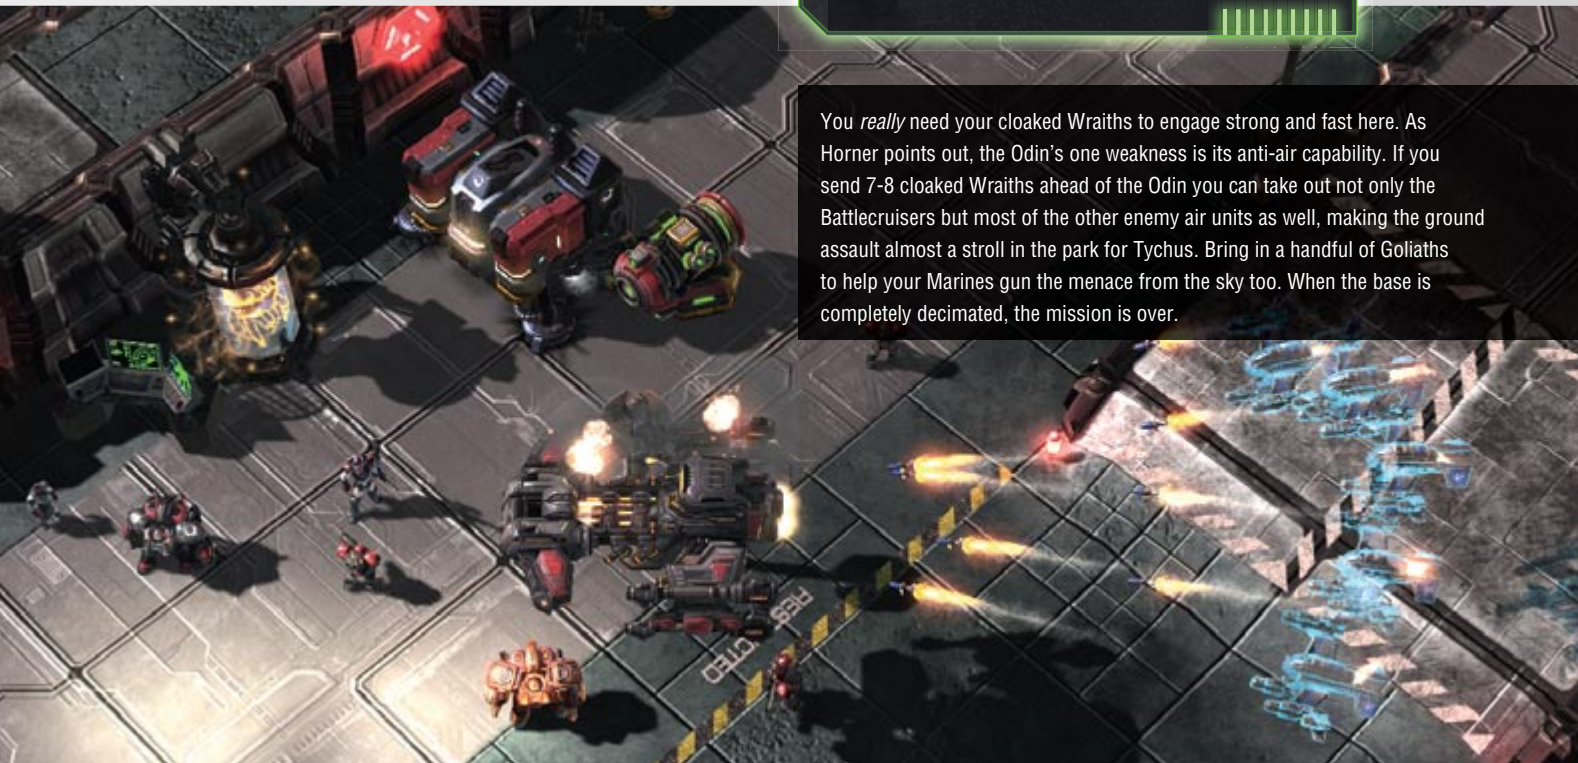 You really need your cloaked Wraiths to engage strong and fast here. As
Horner points out, the Odin's one weakness is its anti-air capability. If you
send 7-8 cloaked Wraiths ahead of the Odin you can take out not only the
Battlecruisers but most of the other enemy air units as well, making the ground
assault almost a stroll in the park for Tychus. Bring in a handful of Goliaths
to help your Marines gun the menace from the sky too. When the base is
completely decimated, the mission is over.
RES CTED